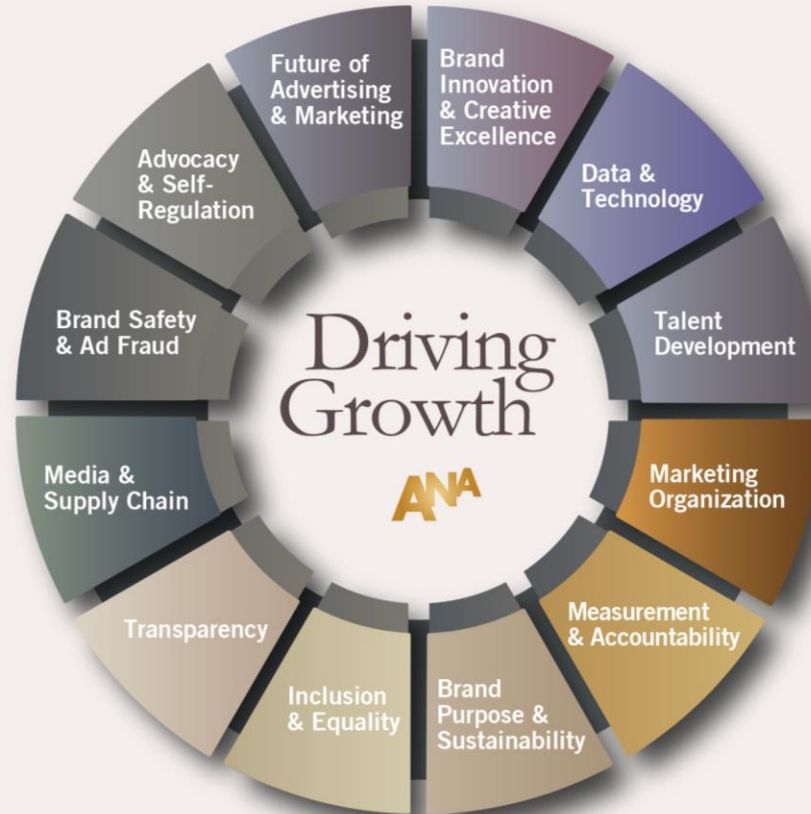 Future of
Advertising
& Marketing
Brand
Innovation
& Creative
Excellence
Data &
Technology
Talent
Development
Marketing
Organization
Measurement
& Accountability
Brand
Purpose &
Sustainability
Inclusion
& Equality
Transparency
Media &
Supply Chain
Brand Safety
& Ad Fraud
Advocacy
& Self-
Regulation
Driving
Growth
ANA